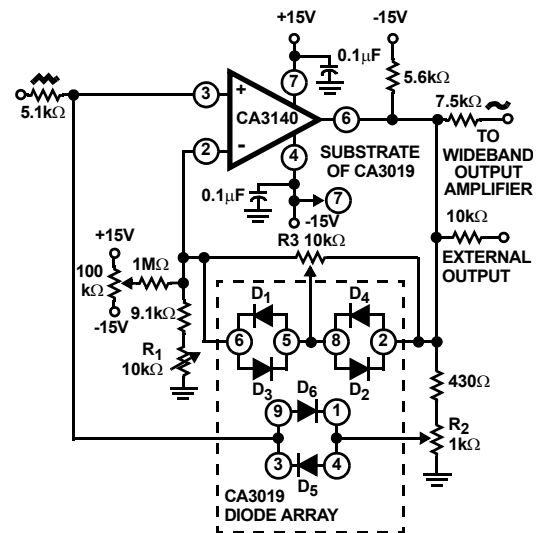 +15V
-15V
0.1µF
5.6kΩ
7
7.5kΩ
3
+
CA3140
6
5.1kΩ
TO
WIDEBAND
OUTPUT
AMPLIFIER
2
-
4
SUBSTRATE
OF CA3019
0.1µF
7
-15V
10kΩ
EXTERNAL
OUTPUT
R3 10kΩ
+15V
100
kΩ
1MΩ
-15V
9.1kΩ
R1
10kΩ
D1
D4
6
5
8
2
D3
D2
D6
9
1
3
4
D5
430Ω
R2
1kΩ
CA3019
DIODE ARRAY